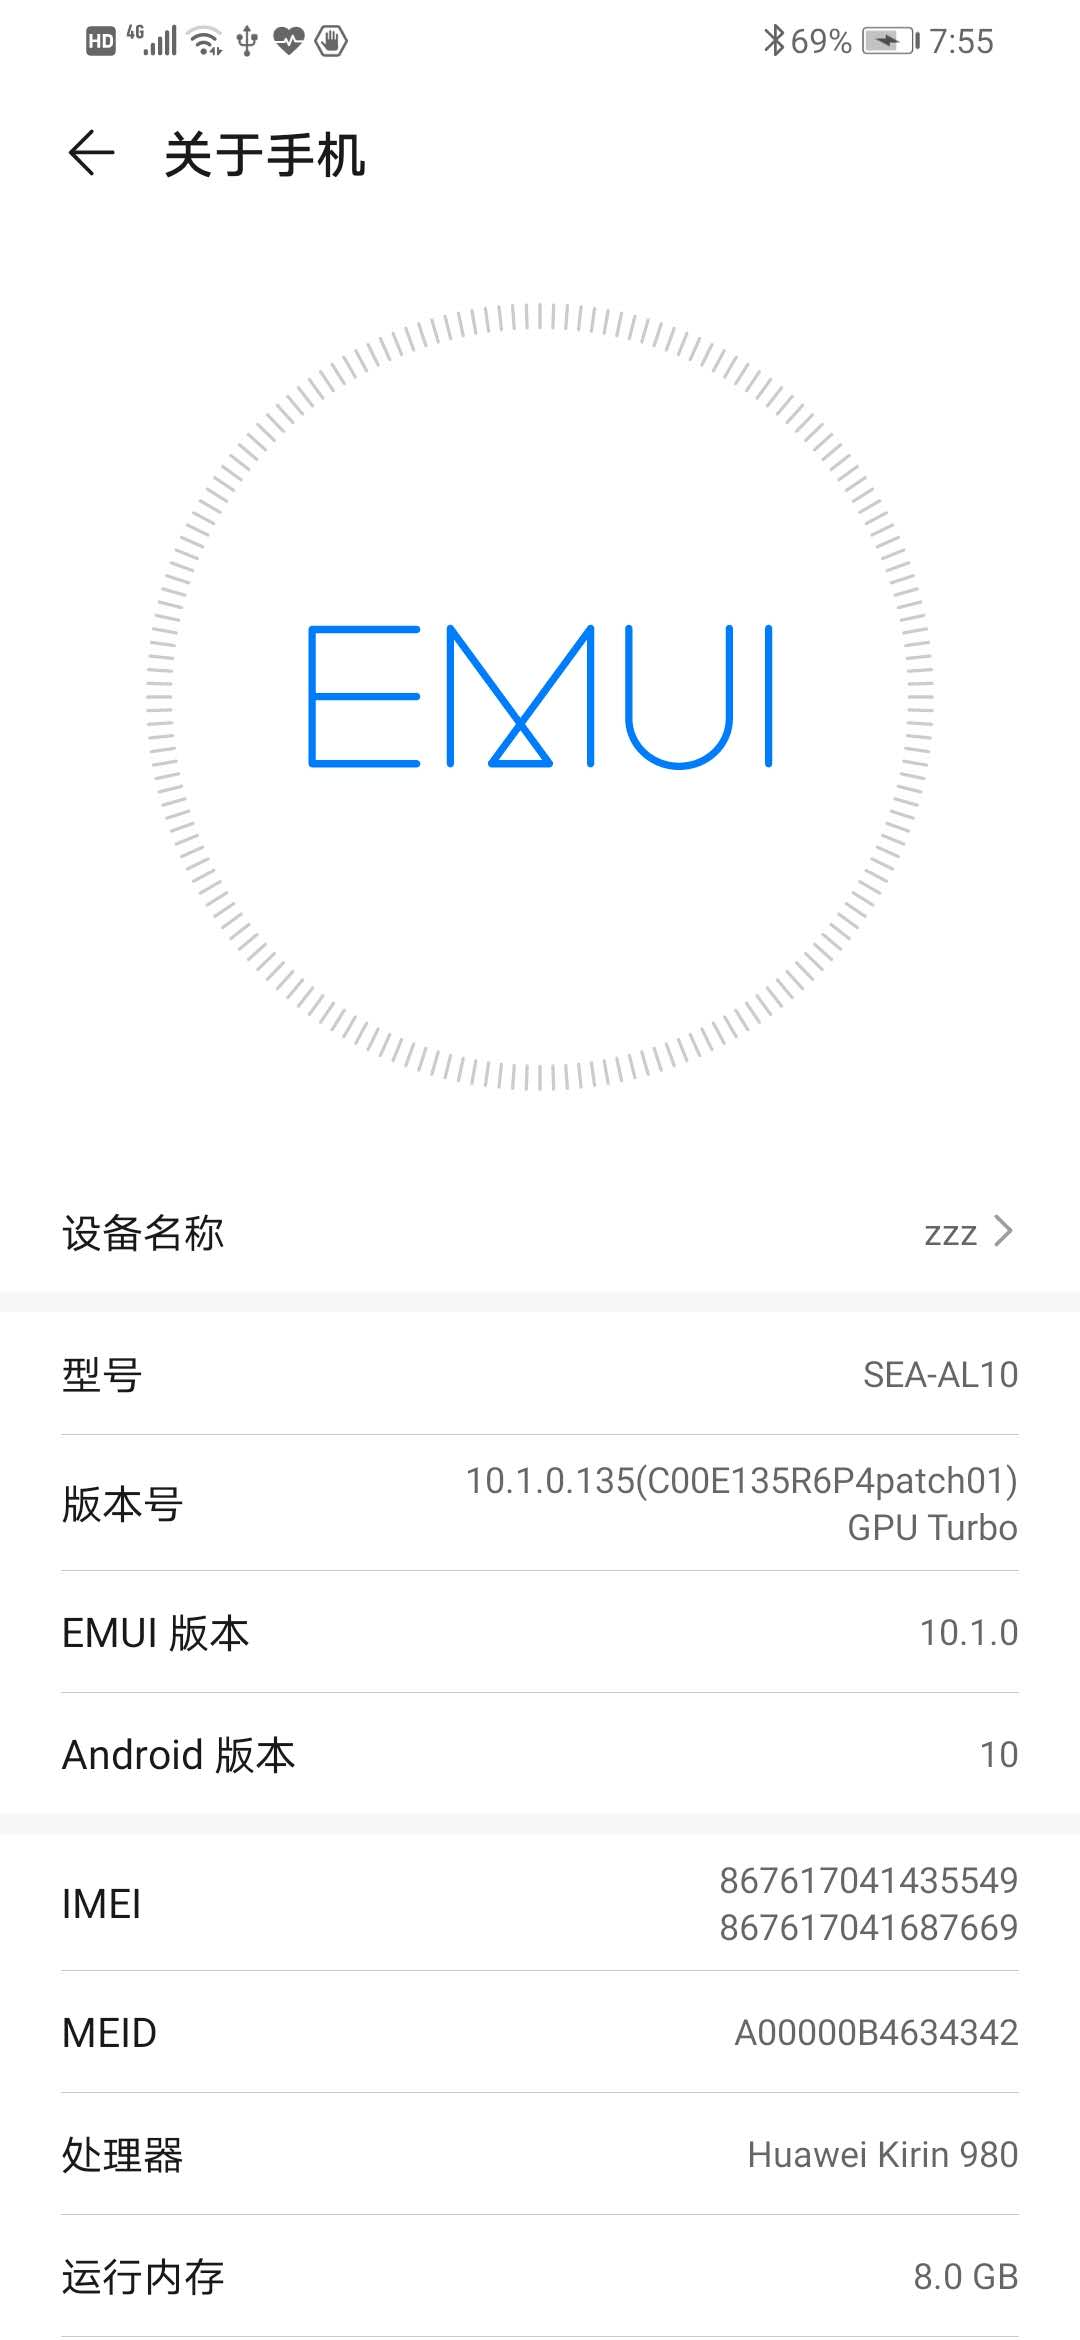 HD 4G 69% 7:55
关于手机
EMUI
设备名称 zzz
型号 SEA-AL10
版本号 10.1.0.135(C00E135R6P4patch01)
GPU Turbo
EMUI 版本 10.1.0
Android 版本 10
IMEI 867617041435549
867617041687669
MEID A00000B4634342
处理器 Huawei Kirin 980
运行内存 8.0 GB